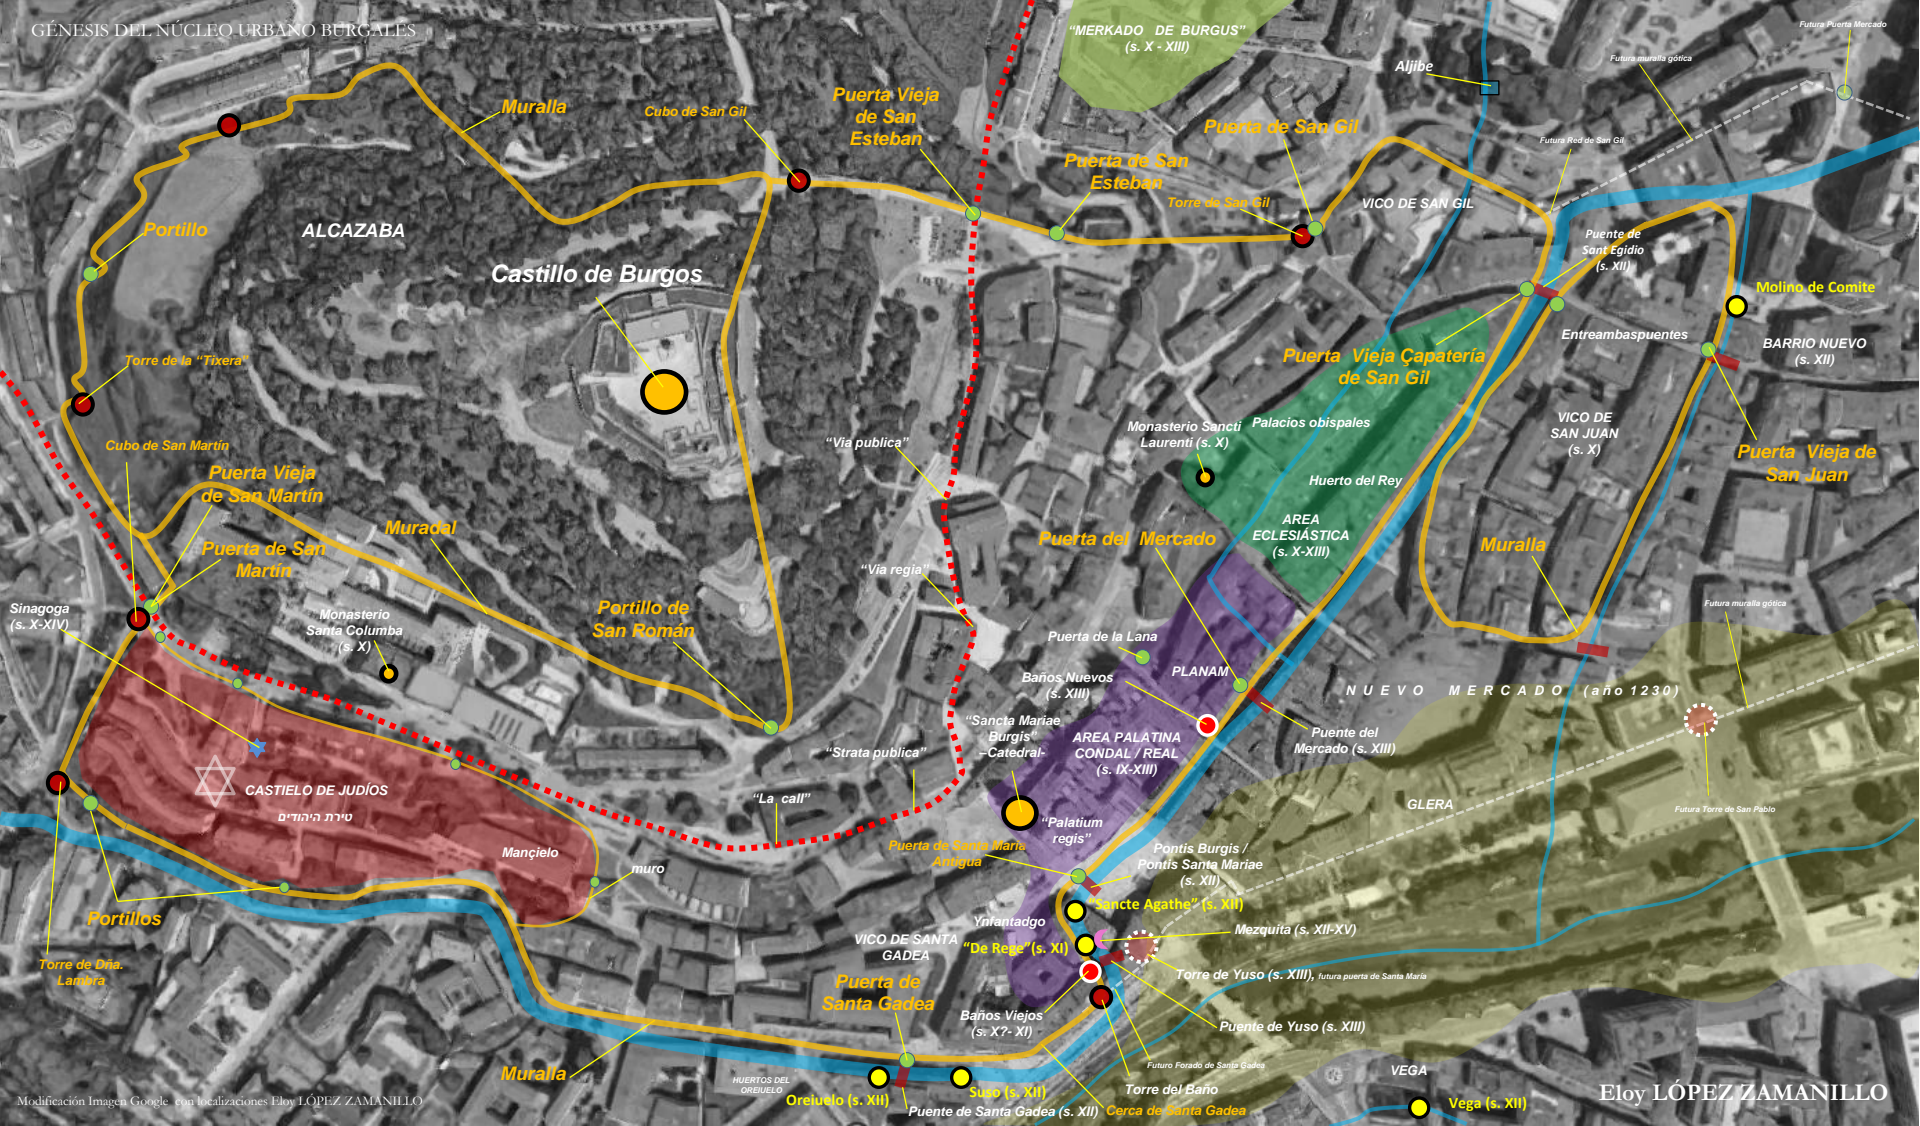 GÉNESIS DEL NÚCLEO URBANO BURGALÉS
“MERKADO DE BURGUS”
(s. X - XIII)
Futura Puerta Mercado
Futura muralla gótica
Aljibe
Muralla
Cubo de San Gil
Puerta Vieja
de San
Esteban
Puerta de San Gil
Puerta de San
Esteban
Futura Red de San Gil
Torre de San Gil
VICO DE SAN GIL
Portillo
ALCAZABA
Castillo de Burgos
Puente de
Sant Egidio
(s. XII)
Molino de Comite
Entreambaspuentes
BARRIO NUEVO
(s. XII)
Torre de la “Tixera”
Puerta Vieja Çapatería
de San Gil
Cubo de San Martín
“Via publica”
Monasterio Sancti
Laurenti (s. X)
Palacios obispales
VICO DE
SAN JUAN
(s. X)
Puerta Vieja de
San Juan
Puerta Vieja
de San Martín
Huerto del Rey
Muradal
Puerta de San
Martín
Puerta del Mercado
AREA
ECLESIÁSTICA
(s. X-XIII)
Muralla
“Via regia”
Sinagoga
(s. X-XIV)
Monasterio
Santa Columba
(s. X)
Portillo de
San Román
Futura muralla gótica
Puerta de la Lana
PLANAM
Baños Nuevos
(s. XIII)
NUEVO MERCADO (año 1230)
“Sancta Mariae
Burgis”
–Catedral-
AREA PALATINA
CONDAL / REAL
(s. IX-XIII)
Puente del
Mercado (s. XIII)
“Strata publica”
CASTIELO DE JUDÍOS
טירת היהודים
“La call”
GLERA
Futura Torre de San Pablo
“Palatium
regis”
Mançielo
muro
Puerta de Santa María
Antigua
Pontis Burgis /
Pontis Santa Mariae
(s. XII)
Portillos
“Sancte Agathe” (s. XII)
Ynfantadgo
Mezquita (s. XII-XV)
VICO DE SANTA
GADEA
“De Rege”(s. XI)
Torre de Dña.
Lambra
Torre de Yuso (s. XIII), futura puerta de Santa María
Puerta de
Santa Gadea
Baños Viejos
(s. X?- XI)
Puente de Yuso (s. XIII)
Muralla
Futuro Forado de Santa Gadea
HUERTOS DEL
OREJUELO
Torre del Baño
VEGA
Orejuelo (s. XII)
Suso (s. XII)
Puente de Santa Gadea (s. XII)
Cerca de Santa Gadea
Vega (s. XII)
Eloy LÓPEZ ZAMANILLO
Modificación Imagen Google con localizaciones Eloy LÓPEZ ZAMANILLO